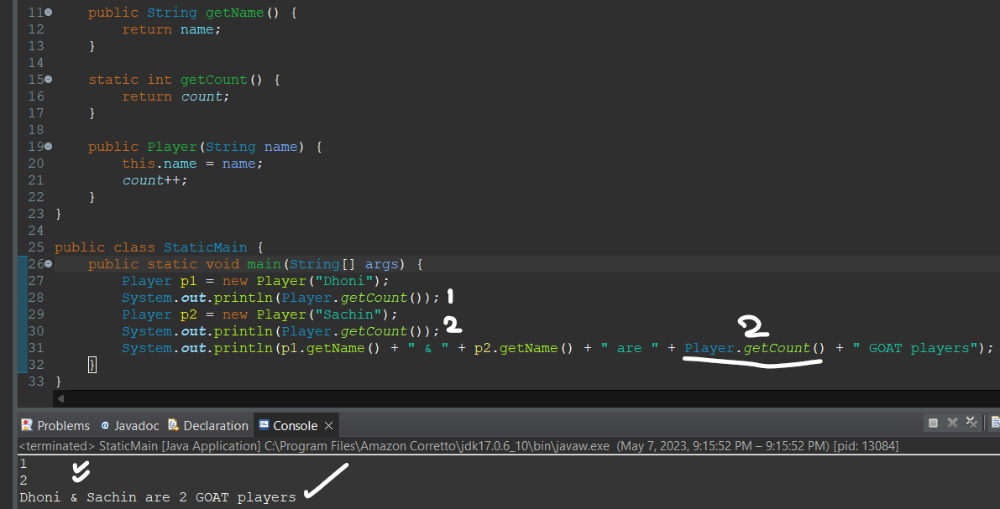 11 public String getName() {
12 return name;
13 }
14
15 static int getCount() {
16 return count;
17 }
18
19 public Player(String name) {
20 this.name = name;
21 count++;
22 }
23 }
24
25 public class StaticMain {
26 public static void main(String[] args) {
27 Player p1 = new Player("Dhoni");
28 System.out.println(Player.getCount()); 1
29 Player p2 = new Player("Sachin");
30 System.out.println(Player.getCount()); 2
2
31 System.out.println(p1.getName() + " & " + p2.getName() + " are " + Player.getCount() + " GOAT players");
32 }
33 }
Problems @ Javadoc Declaration Console
<terminated> StaticMain [Java Application] C:\Program Files\Amazon Corretto\jdk17.0.6_10\bin\javaw.exe (May 7, 2023, 9:15:52 PM – 9:15:52 PM) [pid: 13084]
1
2
Dhoni & Sachin are 2 GOAT players